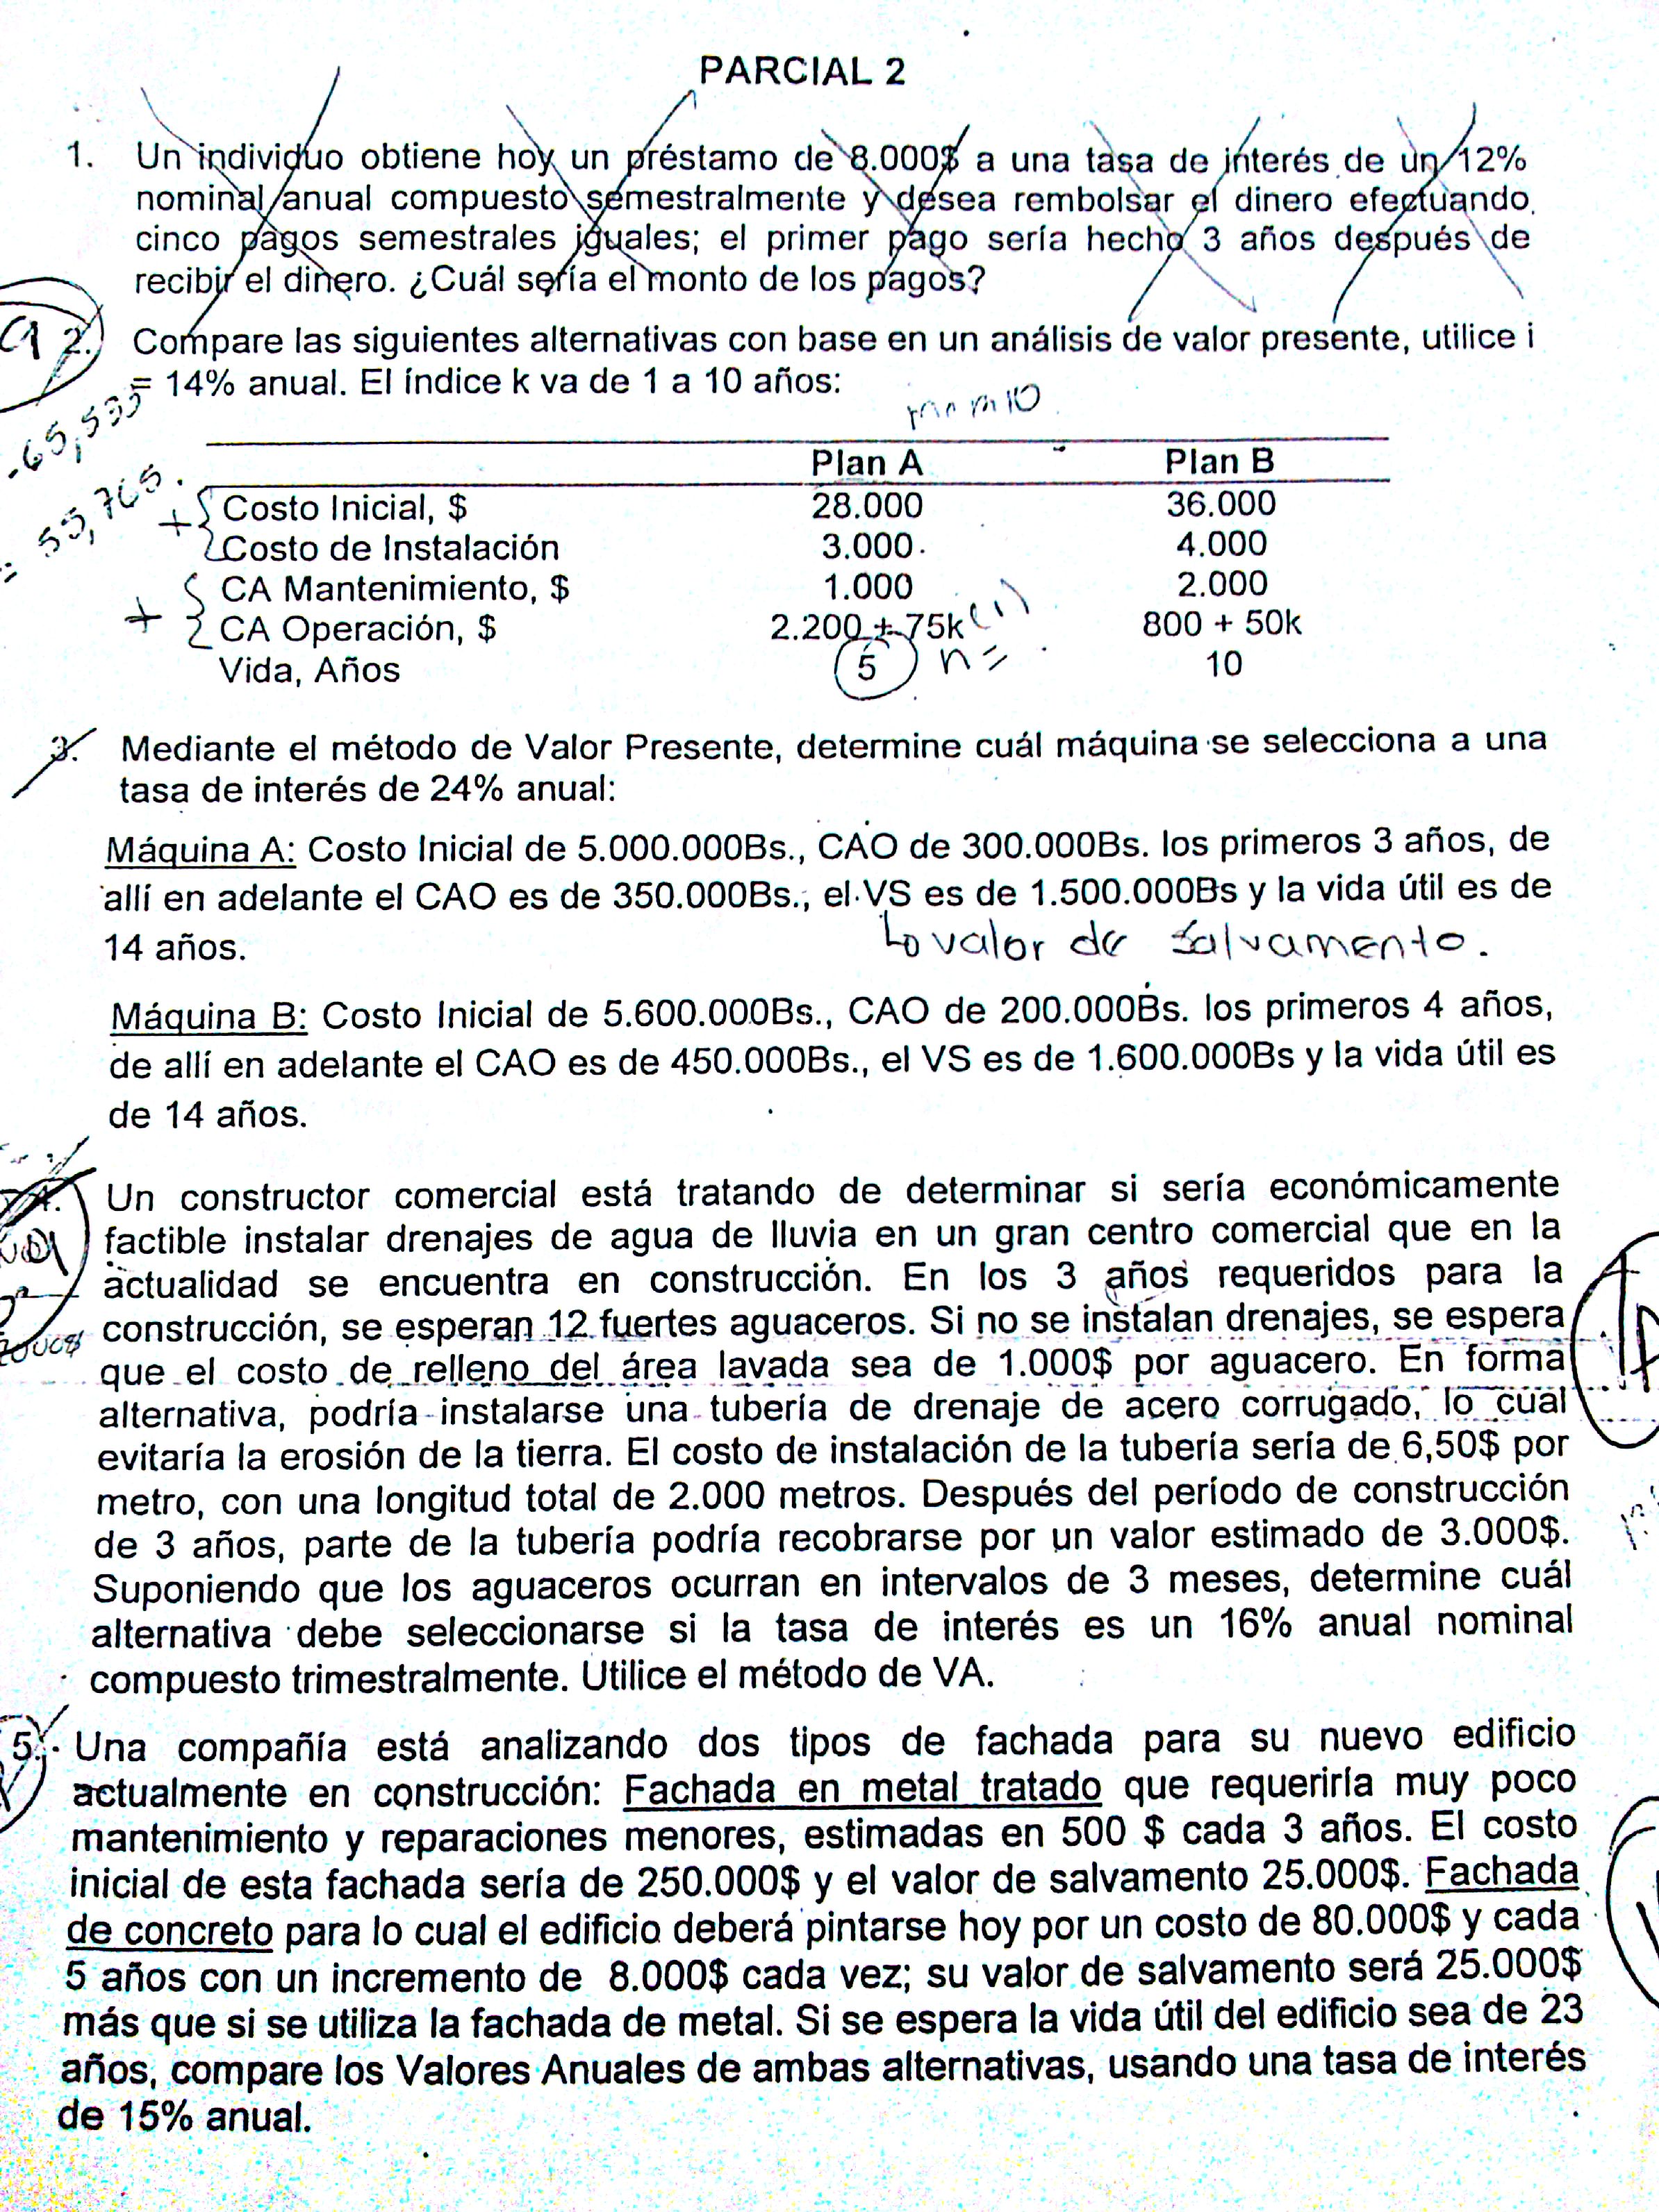 PARCIAL 2
1. Un individuo obtiene hoy un préstamo de 8.000$ a una tasa de interés de un 12%
nominal anual compuesto semestralmente y desea rembolsar el dinero efectuando
cinco pagos semestrales iguales; el primer pago sería hecho 3 años después de
recibir el dinero. ¿Cuál sería el monto de los pagos?
2. Compare las siguientes alternativas con base en un análisis de valor presente, utilice i
= 14% anual. El índice k va de 1 a 10 años:
-65,533
= 55,765.
Plan A Plan B
Costo Inicial, $ 28.000 36.000
+ Costo de Instalación 3.000 4.000
CA Mantenimiento, $ 1.000 2.000
+ CA Operación, $ 2.200 + 75k (1) 800 + 50k
Vida, Años 5 n= 10
3. Mediante el método de Valor Presente, determine cuál máquina se selecciona a una
tasa de interés de 24% anual:
Máquina A: Costo Inicial de 5.000.000Bs., CAO de 300.000Bs. los primeros 3 años, de
allí en adelante el CAO es de 350.000Bs., el VS es de 1.500.000Bs y la vida útil es de
14 años.
valor de Salvamento.
Máquina B: Costo Inicial de 5.600.000Bs., CAO de 200.000Bs. los primeros 4 años,
de allí en adelante el CAO es de 450.000Bs., el VS es de 1.600.000Bs y la vida útil es
de 14 años.
4. Un constructor comercial está tratando de determinar si sería económicamente
factible instalar drenajes de agua de lluvia en un gran centro comercial que en la
actualidad se encuentra en construcción. En los 3 años requeridos para la
construcción, se esperan 12 fuertes aguaceros. Si no se instalan drenajes, se espera
que el costo de relleno del área lavada sea de 1.000$ por aguacero. En forma
alternativa, podría instalarse una tubería de drenaje de acero corrugado, lo cual
evitaría la erosión de la tierra. El costo de instalación de la tubería sería de 6,50$ por
metro, con una longitud total de 2.000 metros. Después del período de construcción
de 3 años, parte de la tubería podría recobrarse por un valor estimado de 3.000$.
Suponiendo que los aguaceros ocurran en intervalos de 3 meses, determine cuál
alternativa debe seleccionarse si la tasa de interés es un 16% anual nominal
compuesto trimestralmente. Utilice el método de VA.
5. Una compañía está analizando dos tipos de fachada para su nuevo edificio
actualmente en construcción: Fachada en metal tratado que requeriría muy poco
mantenimiento y reparaciones menores, estimadas en 500 $ cada 3 años. El costo
inicial de esta fachada sería de 250.000$ y el valor de salvamento 25.000$. Fachada
de concreto para lo cual el edificio deberá pintarse hoy por un costo de 80.000$ y cada
5 años con un incremento de 8.000$ cada vez; su valor de salvamento será 25.000$
más que si se utiliza la fachada de metal. Si se espera la vida útil del edificio sea de 23
años, compare los Valores Anuales de ambas alternativas, usando una tasa de interés
de 15% anual.